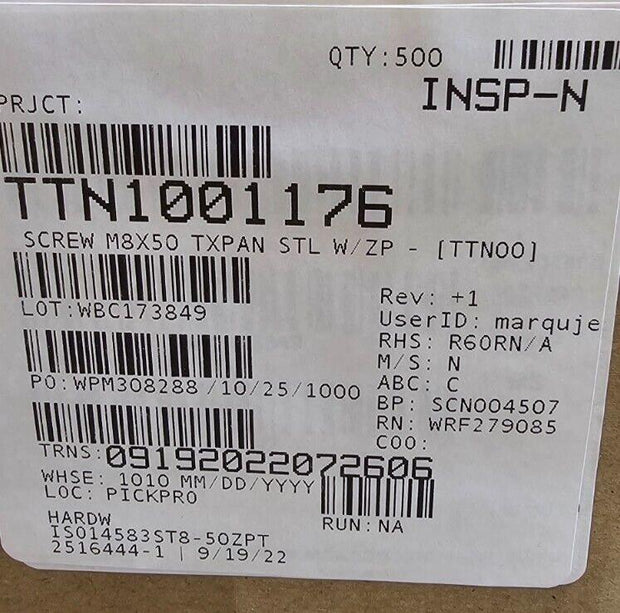 QTY:500
INSP-N
PRJCT:
TTN1001176
SCREW M8X50 TXPAN STL W/ZP - [TTN00]
LOT:WBC173849
Rev: +1
UserID: marquje
RHS: R60RN/A
M/S: N
ABC: C
BP: SCN004507
RN: WRF279085
COO:
PO:WPM308288 /10/25/1000
TRNS:09192022072606
WHSE: 1010 MM/DD/YYYY
LOC: PICKPRO
RUN:NA
HARDW
ISO14583ST8-50ZPT
2516444-1 | 9/19/22